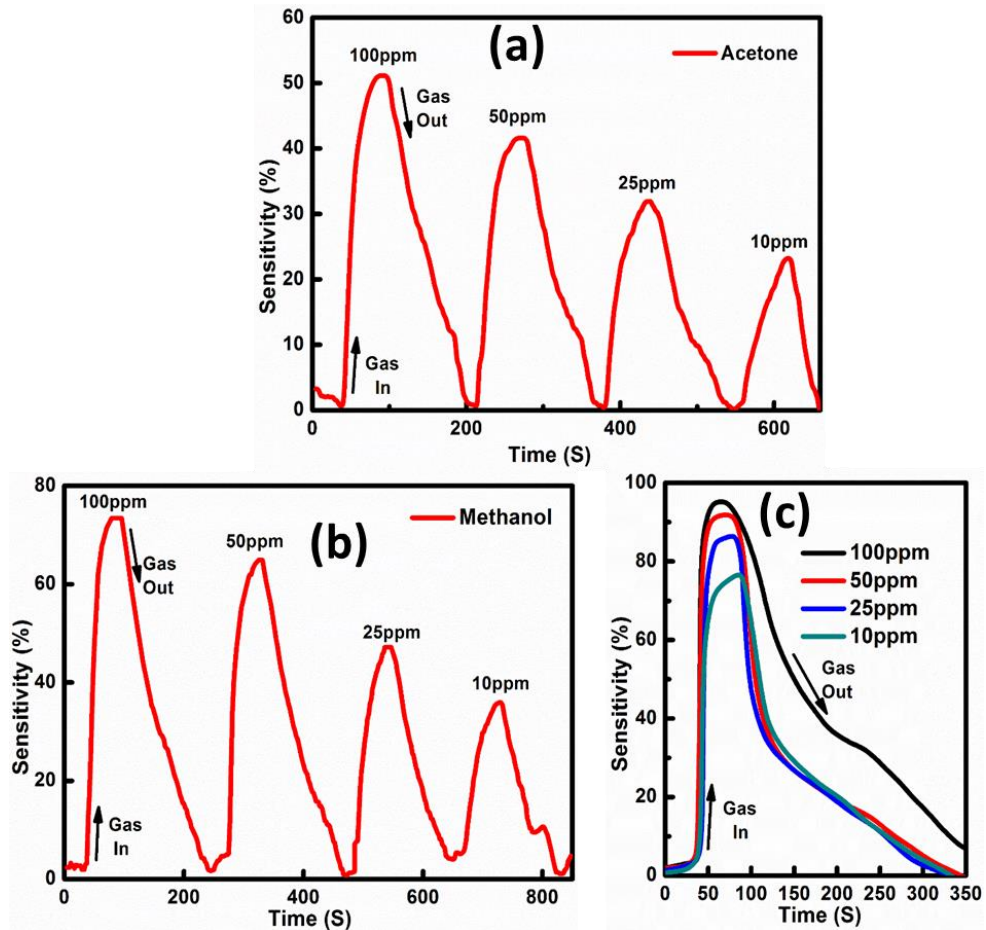 (a)
Acetone
100ppm
Gas
Out
50ppm
25ppm
10ppm
Gas
In
Sensitivity (%)
60
50
40
30
20
10
0
0 200 400 600
Time (S)
(b)
Methanol
100ppm
Gas
Out
50ppm
25ppm
10ppm
Gas
In
Sensitivity (%)
80
60
40
20
0
0 200 400 600 800
Time (S)
(c)
100ppm
50ppm
25ppm
10ppm
Gas
Out
Gas
In
Sensitivity (%)
100
80
60
40
20
0
0 50 100 150 200 250 300 350
Time (S)